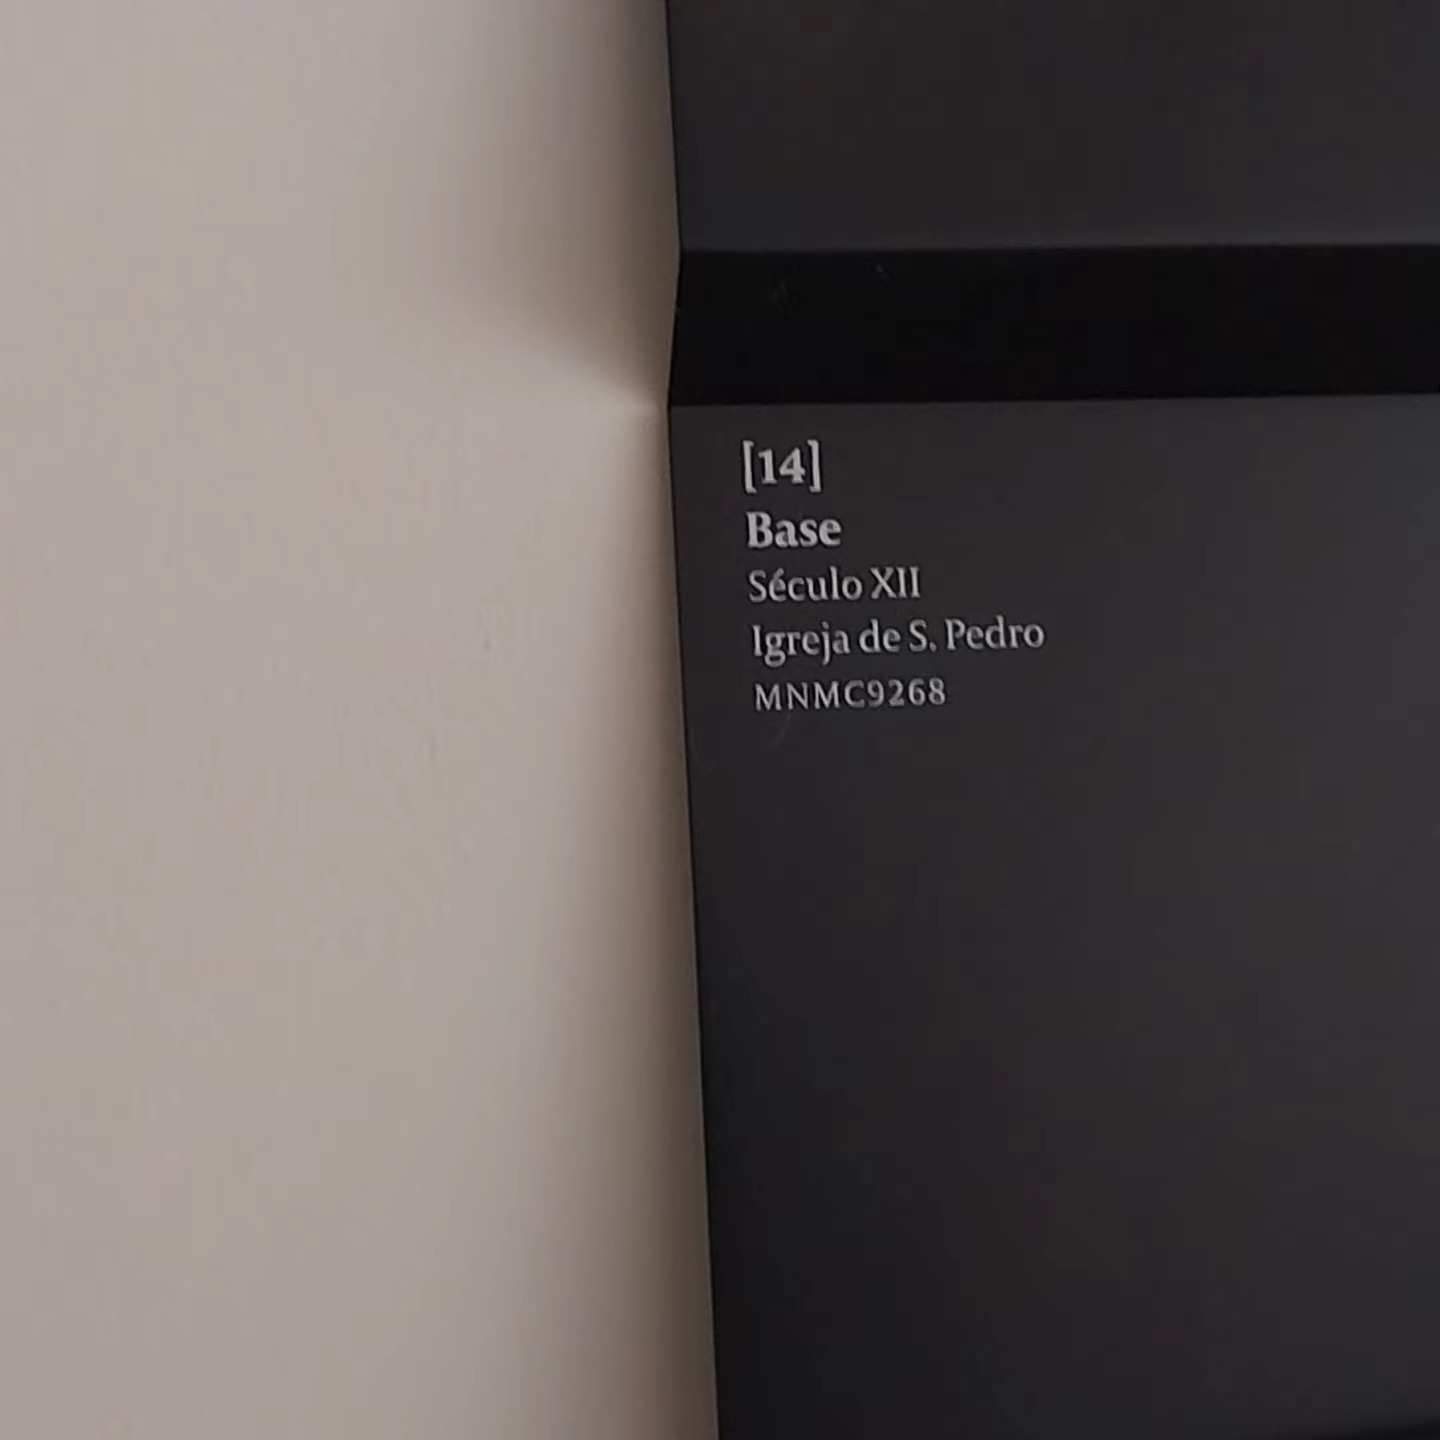 [14]
Base
Século XII
Igreja de S. Pedro
MNMC9268